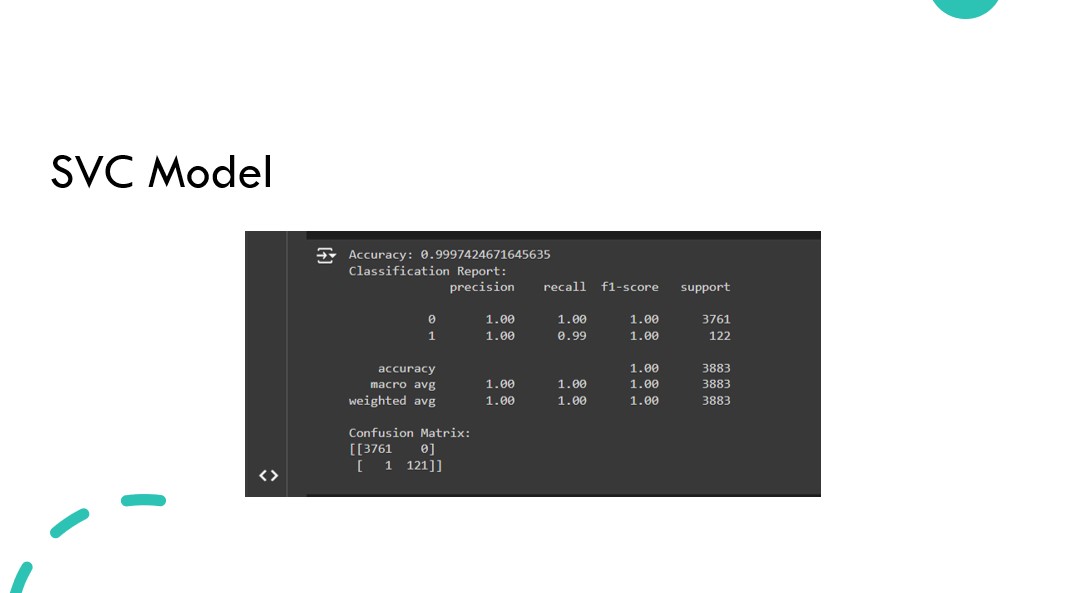 SVC Model
Accuracy: 0.9997424671645635
Classification Report:
precision recall f1-score support
0 1.00 1.00 1.00 3761
1 1.00 0.99 1.00 122
accuracy 1.00 3883
macro avg 1.00 1.00 1.00 3883
weighted avg 1.00 1.00 1.00 3883
Confusion Matrix:
[[3761 0]
[ 1 121]]